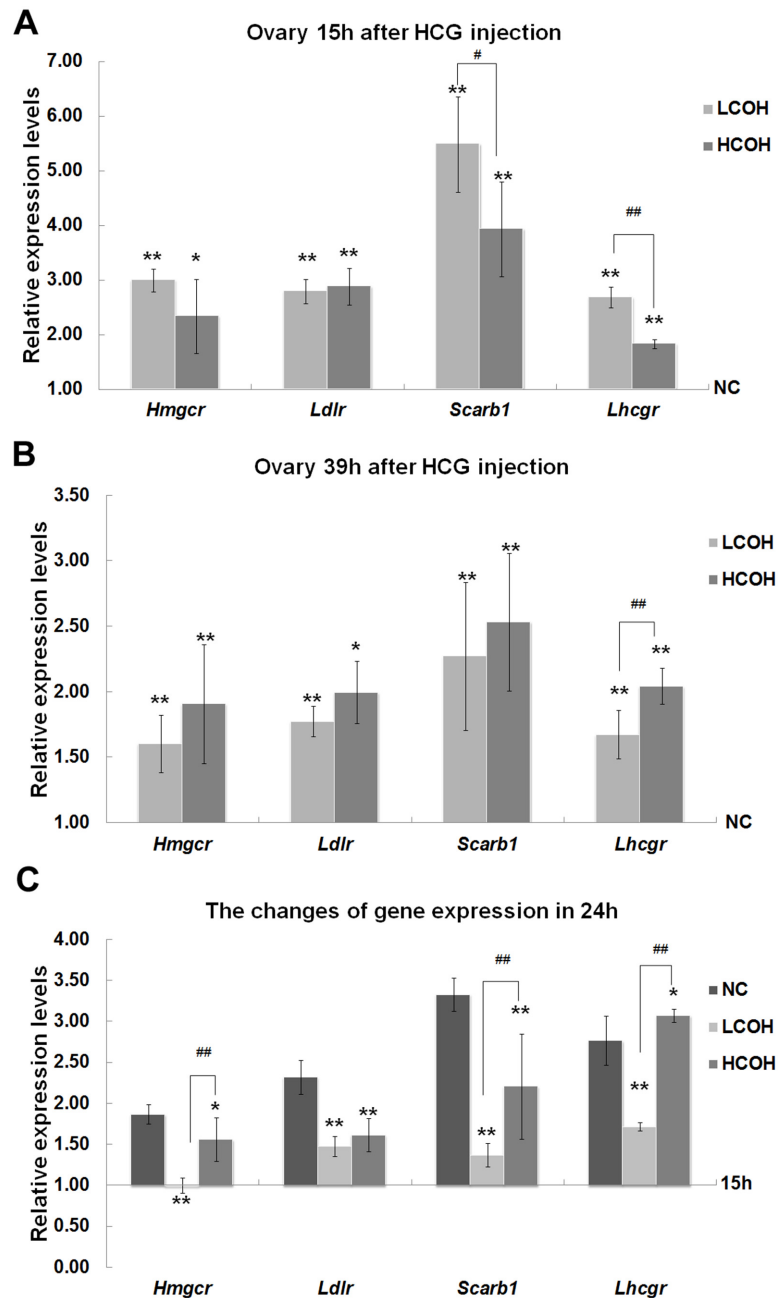 A
Ovary 15h after HCG injection
Relative expression levels
7.00
6.00
5.00
4.00
3.00
2.00
1.00
** * ** ** ** # ** ** ## **
LCOH
HCOH
NC
Hmgcr Ldlr Scarb1 Lhcgr
B
Ovary 39h after HCG injection
Relative expression levels
3.50
3.00
2.50
2.00
1.50
1.00
** ** ** * ** ** ** ## **
LCOH
HCOH
NC
Hmgcr Ldlr Scarb1 Lhcgr
C
The changes of gene expression in 24h
Relative expression levels
4.00
3.50
3.00
2.50
2.00
1.50
1.00
0.50
0.00
** ## * ** ** ** ## ** ** ## *
NC
LCOH
HCOH
15h
Hmgcr Ldlr Scarb1 Lhcgr